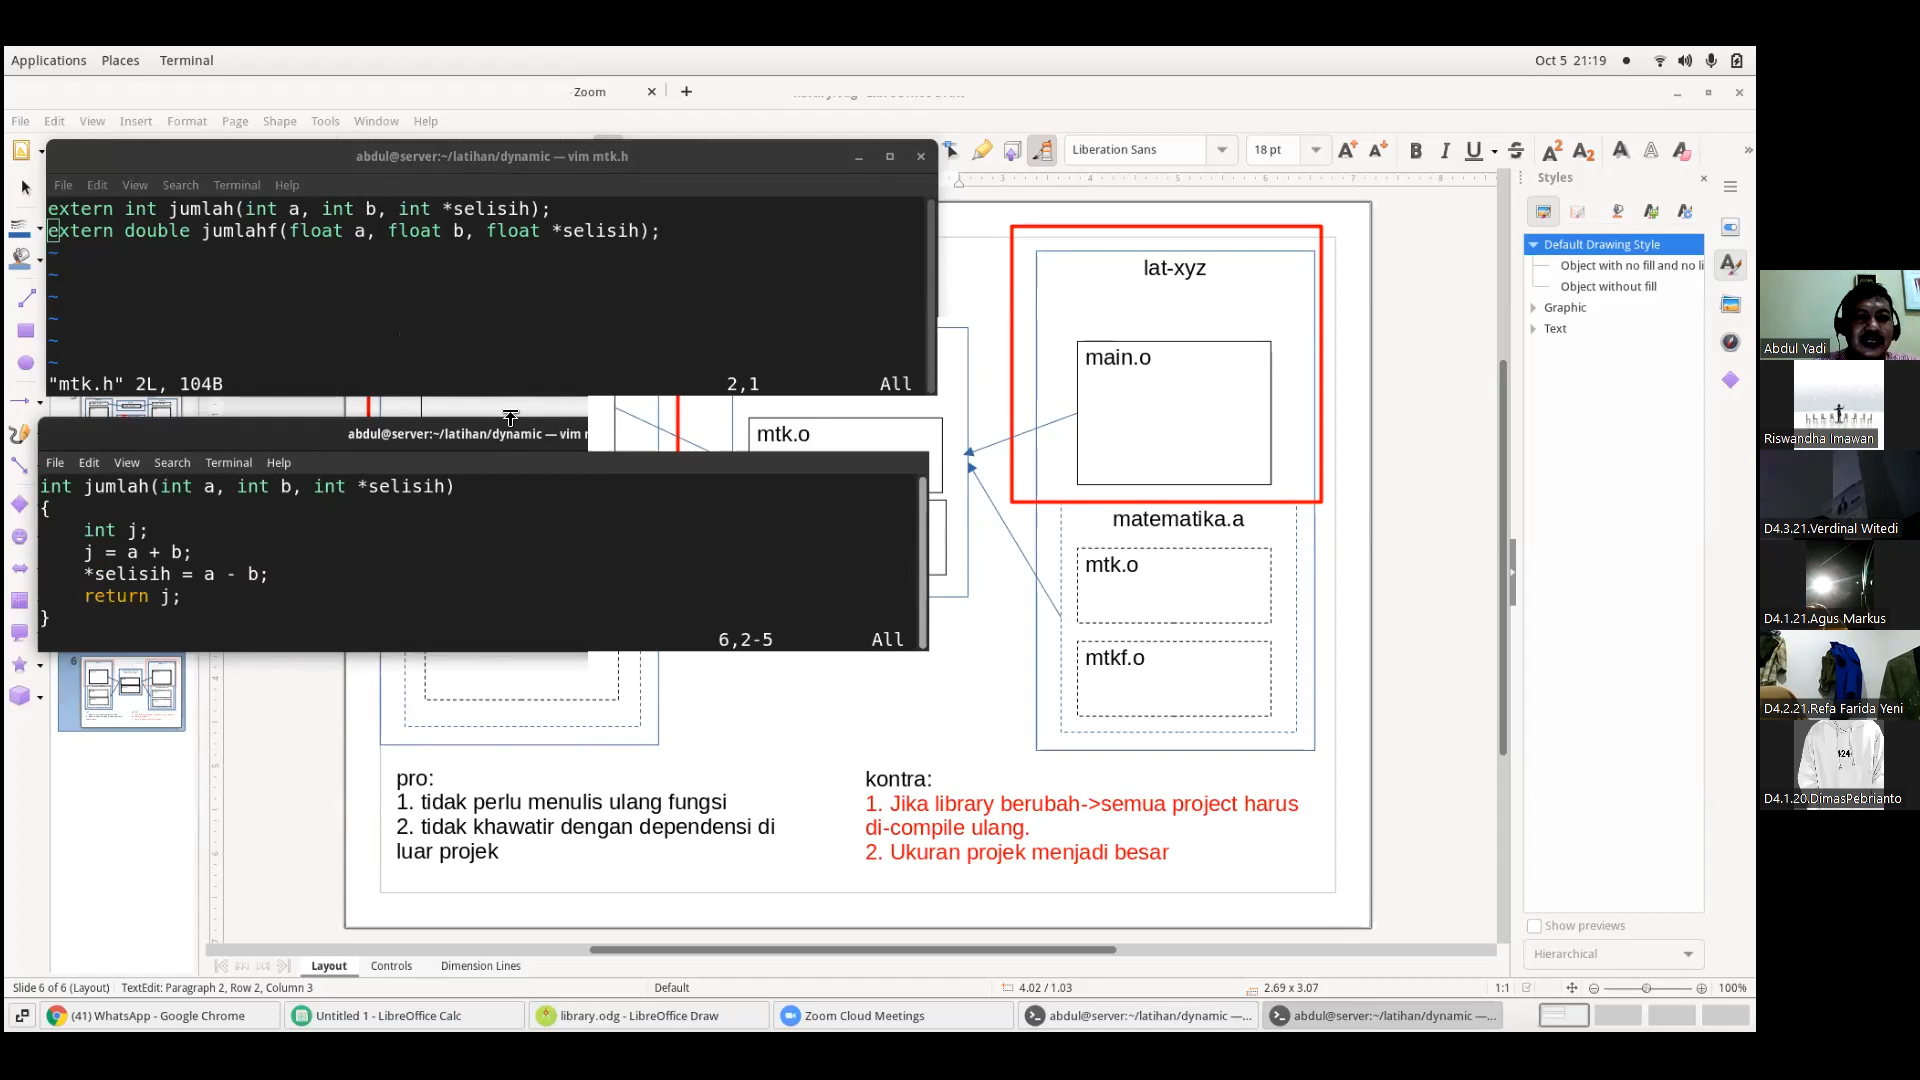 Applications Places Terminal
Oct 5 21:19
Zoom
File Edit View Insert Format Page Shape Tools Window Help
Liberation Sans
18 pt
abdul@server:~/latihan/dynamic — vim mtk.h
File Edit View Search Terminal Help
extern int jumlah(int a, int b, int *selisih);
extern double jumlahf(float a, float b, float *selisih);
~
~
~
~
~
~
"mtk.h" 2L, 104B 2,1 All
abdul@server:~/latihan/dynamic — vim
File Edit View Search Terminal Help
int jumlah(int a, int b, int *selisih)
{
int j;
j = a + b;
*selisih = a - b;
return j;
}
6,2-5 All
mtk.o
lat-xyz
main.o
matematika.a
mtk.o
mtkf.o
6
pro:
1. tidak perlu menulis ulang fungsi
2. tidak khawatir dengan dependensi di
luar projek
kontra:
1. Jika library berubah->semua project harus
di-compile ulang.
2. Ukuran projek menjadi besar
Styles
Default Drawing Style
Object with no fill and no li
Object without fill
Graphic
Text
Show previews
Hierarchical
Layout Controls Dimension Lines
Slide 6 of 6 (Layout) TextEdit: Paragraph 2, Row 2, Column 3 Default 4.02 / 1.03 2.69 x 3.07 1:1 100%
(41) WhatsApp - Google Chrome
Untitled 1 - LibreOffice Calc
library.odg - LibreOffice Draw
Zoom Cloud Meetings
abdul@server:~/latihan/dynamic —...
abdul@server:~/latihan/dynamic —...
Abdul Yadi
Riswandha Imawan
D4.3.21.Verdinal Witedi
D4.1.21.Agus Markus
D4.2.21.Refa Farida Yeni
D4.1.20.DimasPebrianto